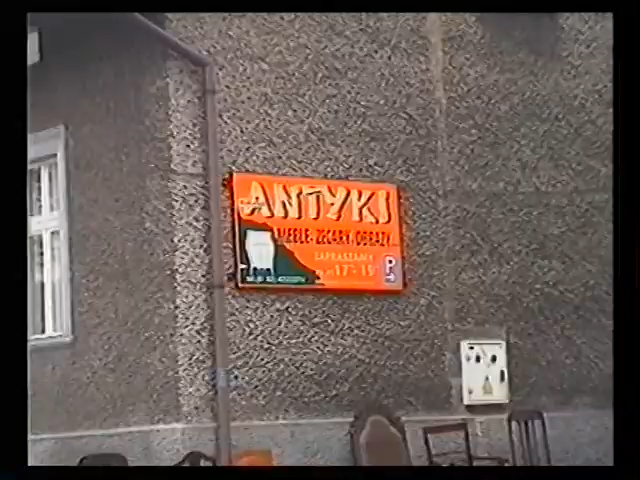 ANTYKI
MEBLE, ZEGARY, OBRAZY...
ZAPRASZAMY
17-19
P